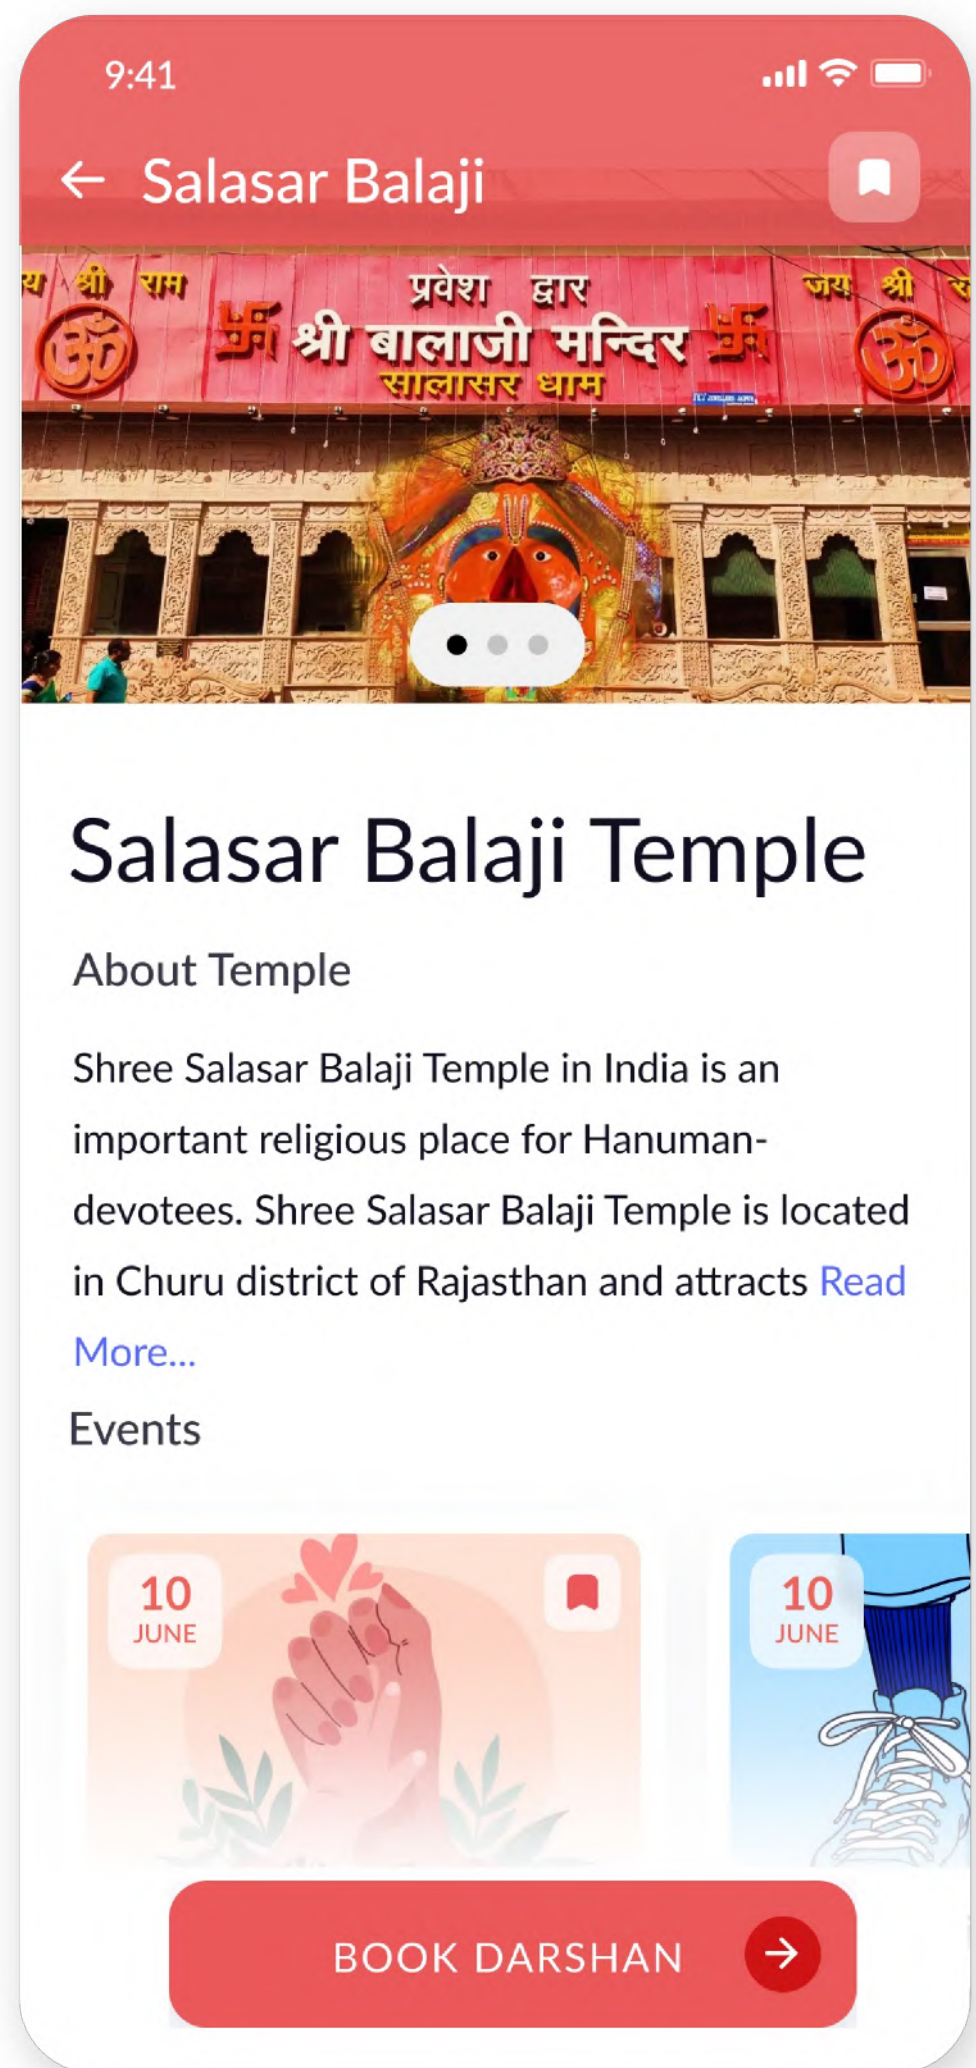 9:41
Salasar Balaji
श्री राम
प्रवेश द्वार
जय श्री
श्री बालाजी मन्दिर
सालासर धाम
Salasar Balaji Temple
About Temple
Shree Salasar Balaji Temple in India is an
important religious place for Hanuman-
devotees. Shree Salasar Balaji Temple is located
in Churu district of Rajasthan and attracts Read
More...
Events
10
JUNE
10
JUNE
BOOK DARSHAN